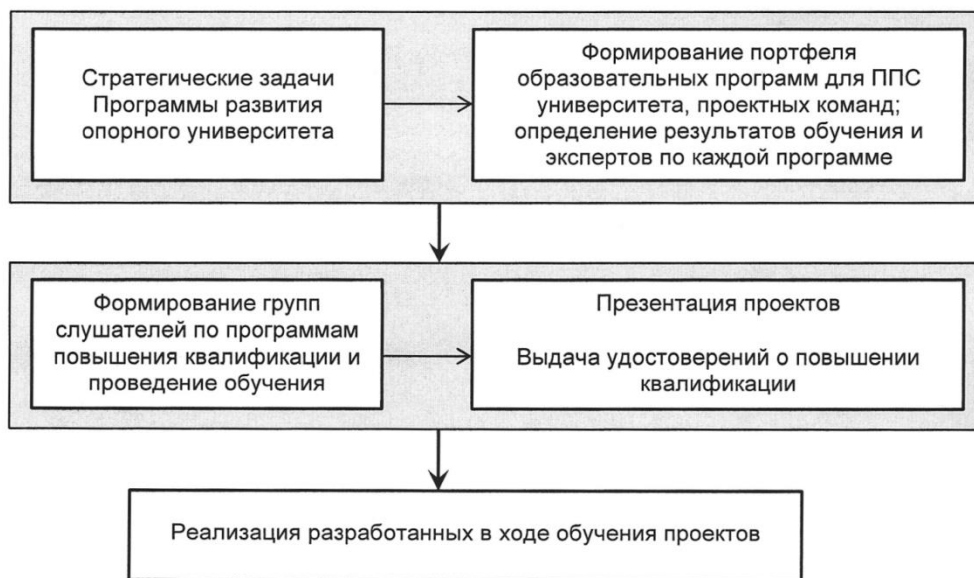 Стратегические задачи
Программы развития
опорного университета
Формирование портфеля
образовательных программ для ППС
университета, проектных команд;
определение результатов обучения и
экспертов по каждой программе
Формирование групп
слушателей по программам
повышения квалификации и
проведение обучения
Презентация проектов
Выдача удостоверений о повышении
квалификации
Реализация разработанных в ходе обучения проектов